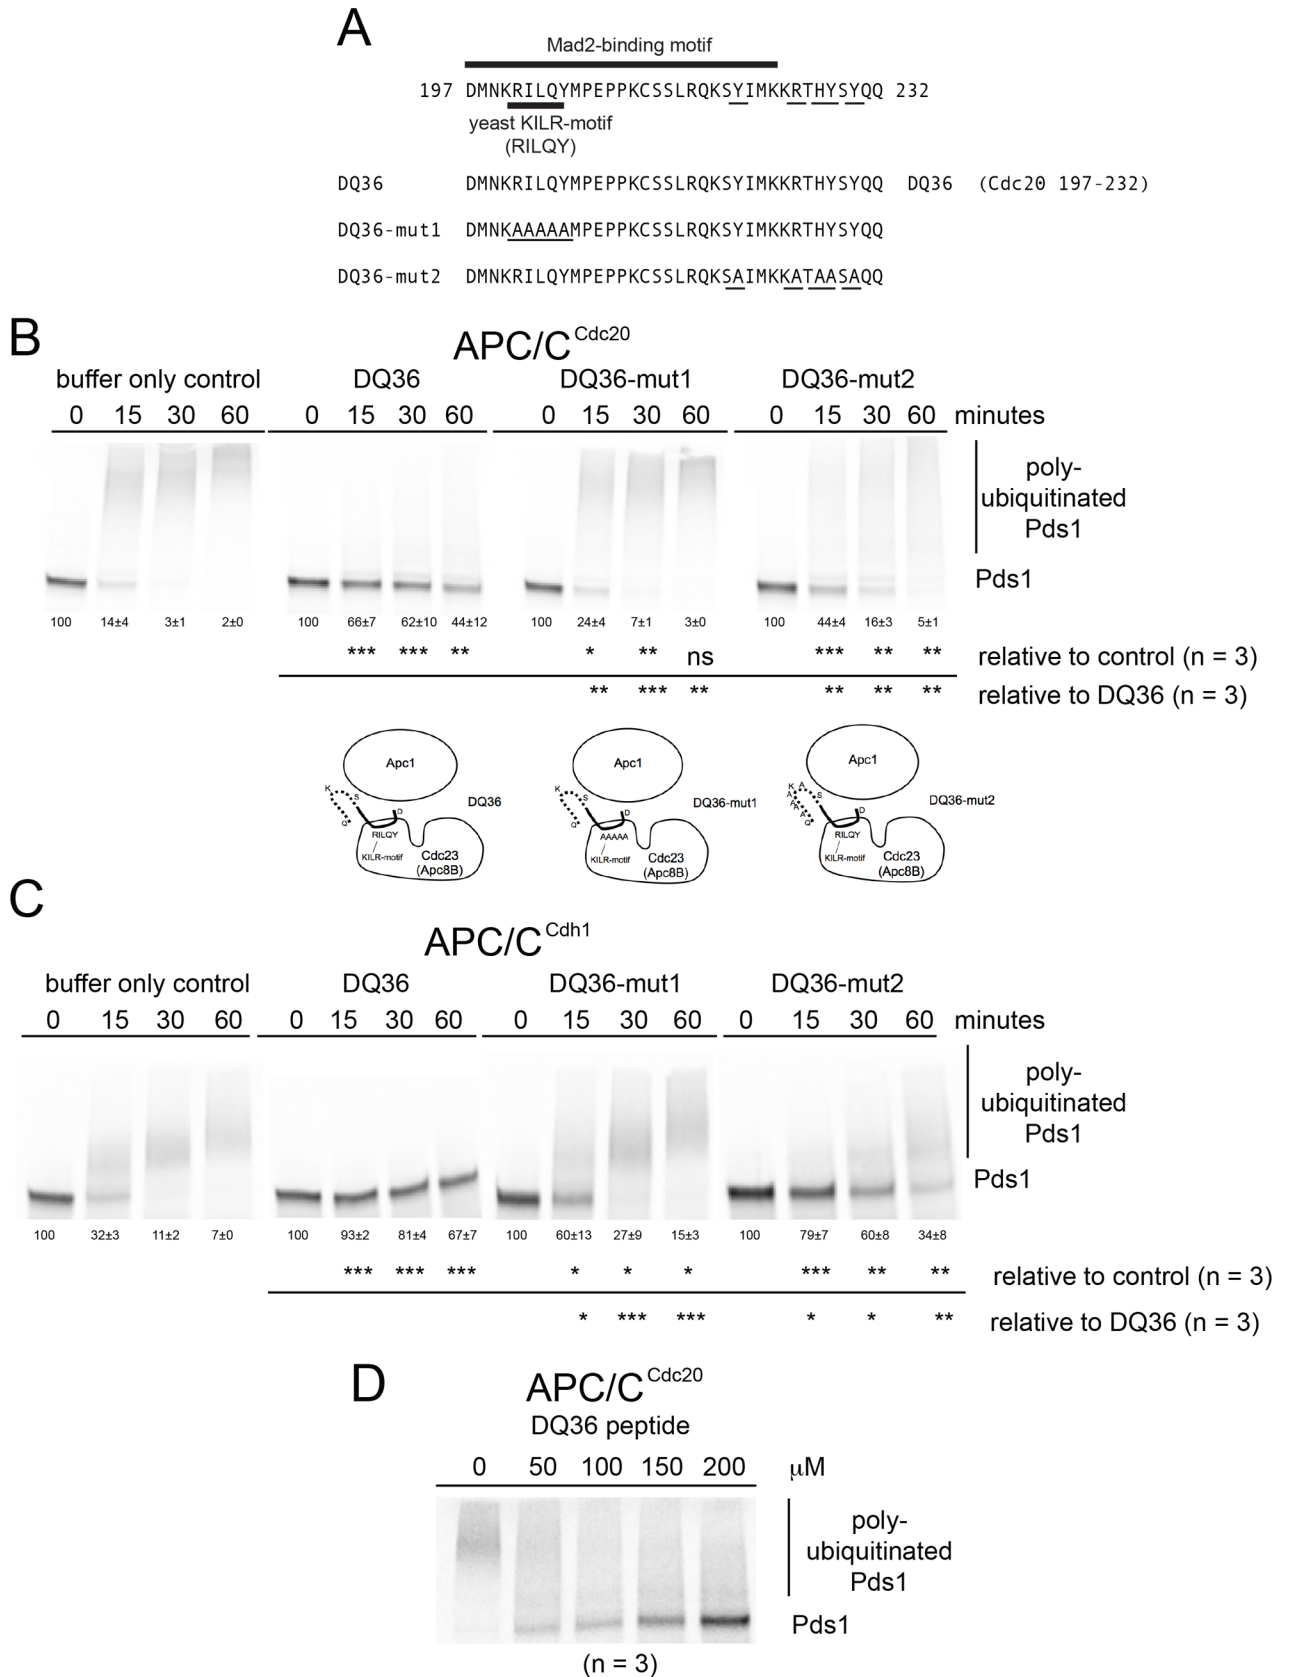 A
Mad2-binding motif
197 DMNKRILQYMPEPPKCSSLRQKSYIMKKRTHYSYQQ 232
yeast KILR-motif
(RILQY)
DQ36 DMNKRILQYMPEPPKCSSLRQKSYIMKKRTHYSYQQ DQ36 (Cdc20 197-232)
DQ36-mut1 DMNKAAAAAMPEPPKCSSLRQKSYIMKKRTHYSYQQ
DQ36-mut2 DMNKRILQYMPEPPKCSSLRQKSAIMKKATAASAQQ
B
APC/C Cdc20
buffer only control DQ36 DQ36-mut1 DQ36-mut2
0 15 30 60 0 15 30 60 0 15 30 60 0 15 30 60 minutes
poly-
ubiquitinated
Pds1
Pds1
100 14±4 3±1 2±0 100 66±7 62±10 44±12 100 24±4 7±1 3±0 100 44±4 16±3 5±1
*** *** ** * ** ns *** ** ** relative to control (n = 3)
** *** ** ** ** ** relative to DQ36 (n = 3)
Apc1
K S D
Q
RILQY
KILR-motif
Cdc23
(Apc8B)
DQ36
Apc1
K S D
Q
AAAAA
KILR-motif
Cdc23
(Apc8B)
DQ36-mut1
Apc1
K A S D
A
A
A
A
Q
RILQY
KILR-motif
Cdc23
(Apc8B)
DQ36-mut2
C
APC/C Cdh1
buffer only control DQ36 DQ36-mut1 DQ36-mut2
0 15 30 60 0 15 30 60 0 15 30 60 0 15 30 60 minutes
poly-
ubiquitinated
Pds1
Pds1
100 32±3 11±2 7±0 100 93±2 81±4 67±7 100 60±13 27±9 15±3 100 79±7 60±8 34±8
*** *** *** * * * *** ** ** relative to control (n = 3)
* *** *** * * ** relative to DQ36 (n = 3)
D
APC/C Cdc20
DQ36 peptide
0 50 100 150 200 μM
poly-
ubiquitinated
Pds1
Pds1
(n = 3)